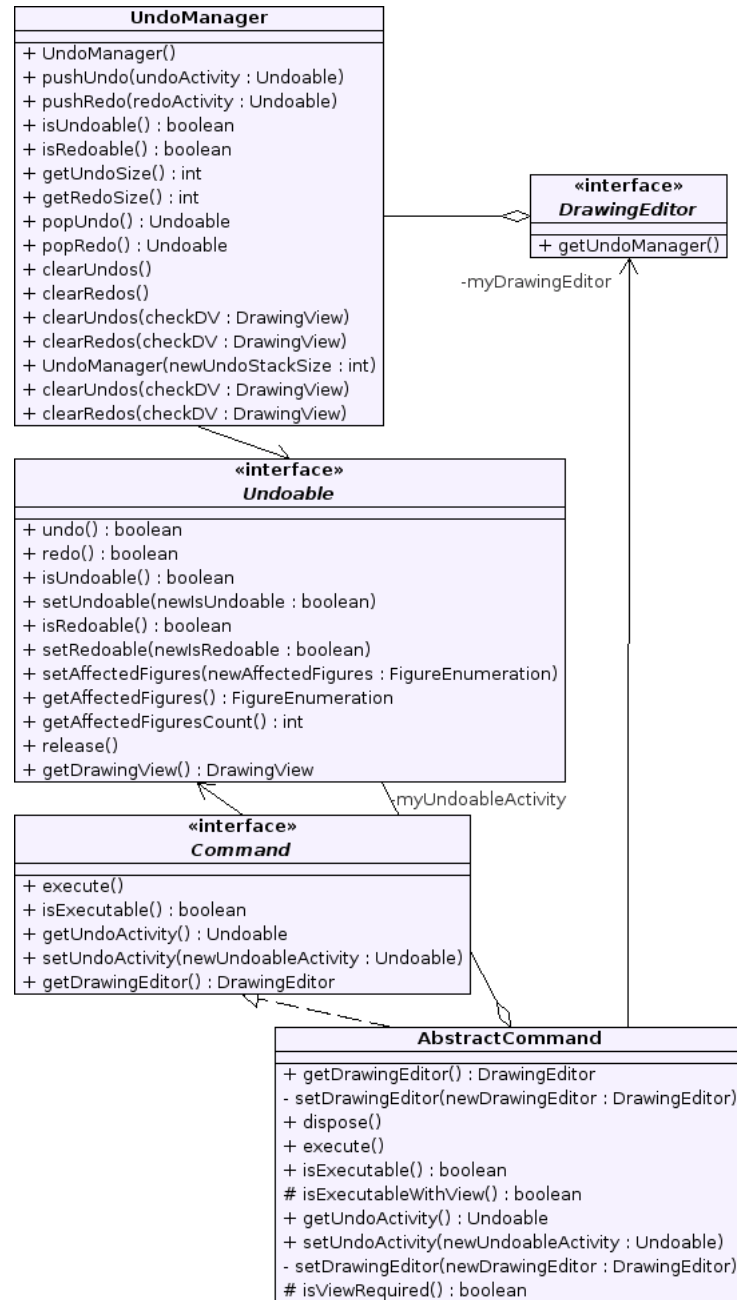 UndoManager
+ UndoManager()
+ pushUndo(undoActivity : Undoable)
+ pushRedo(redoActivity : Undoable)
+ isUndoable() : boolean
+ isRedoable() : boolean
+ getUndoSize() : int
+ getRedoSize() : int
+ popUndo() : Undoable
+ popRedo() : Undoable
+ clearUndos()
+ clearRedos()
+ clearUndos(checkDV : DrawingView)
+ clearRedos(checkDV : DrawingView)
+ UndoManager(newUndoStackSize : int)
+ clearUndos(checkDV : DrawingView)
+ clearRedos(checkDV : DrawingView)
«interface»
DrawingEditor
+ getUndoManager()
-myDrawingEditor
«interface»
Undoable
+ undo() : boolean
+ redo() : boolean
+ isUndoable() : boolean
+ setUndoable(newIsUndoable : boolean)
+ isRedoable() : boolean
+ setRedoable(newIsRedoable : boolean)
+ setAffectedFigures(newAffectedFigures : FigureEnumeration)
+ getAffectedFigures() : FigureEnumeration
+ getAffectedFiguresCount() : int
+ release()
+ getDrawingView() : DrawingView
-myUndoableActivity
«interface»
Command
+ execute()
+ isExecutable() : boolean
+ getUndoActivity() : Undoable
+ setUndoActivity(newUndoableActivity : Undoable)
+ getDrawingEditor() : DrawingEditor
AbstractCommand
+ getDrawingEditor() : DrawingEditor
- setDrawingEditor(newDrawingEditor : DrawingEditor)
+ dispose()
+ execute()
+ isExecutable() : boolean
# isExecutableWithView() : boolean
+ getUndoActivity() : Undoable
+ setUndoActivity(newUndoableActivity : Undoable)
- setDrawingEditor(newDrawingEditor : DrawingEditor)
# isViewRequired() : boolean